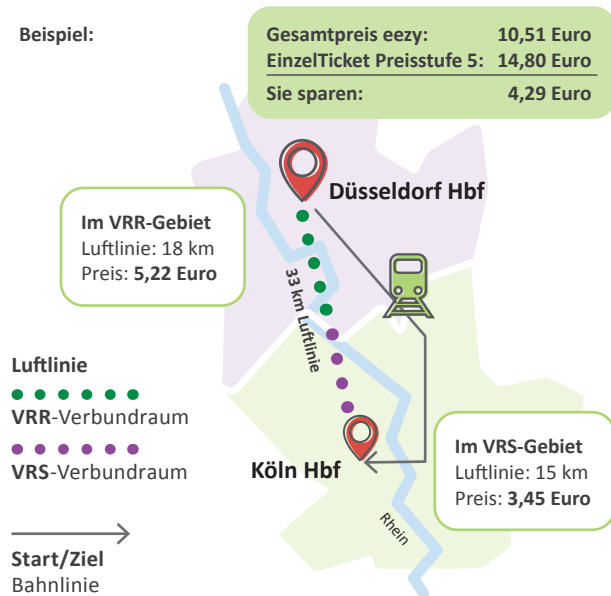 Beispiel:
Gesamtpreis eezy: 10,51 Euro
EinzelTicket Preisstufe 5: 14,80 Euro
Sie sparen: 4,29 Euro
Düsseldorf Hbf
Im VRR-Gebiet
Luftlinie: 18 km
Preis: 5,22 Euro
33 km Luftlinie
Luftlinie
VRR-Verbundraum
VRS-Verbundraum
Köln Hbf
Im VRS-Gebiet
Luftlinie: 15 km
Preis: 3,45 Euro
Rhein
Start/Ziel
Bahnlinie